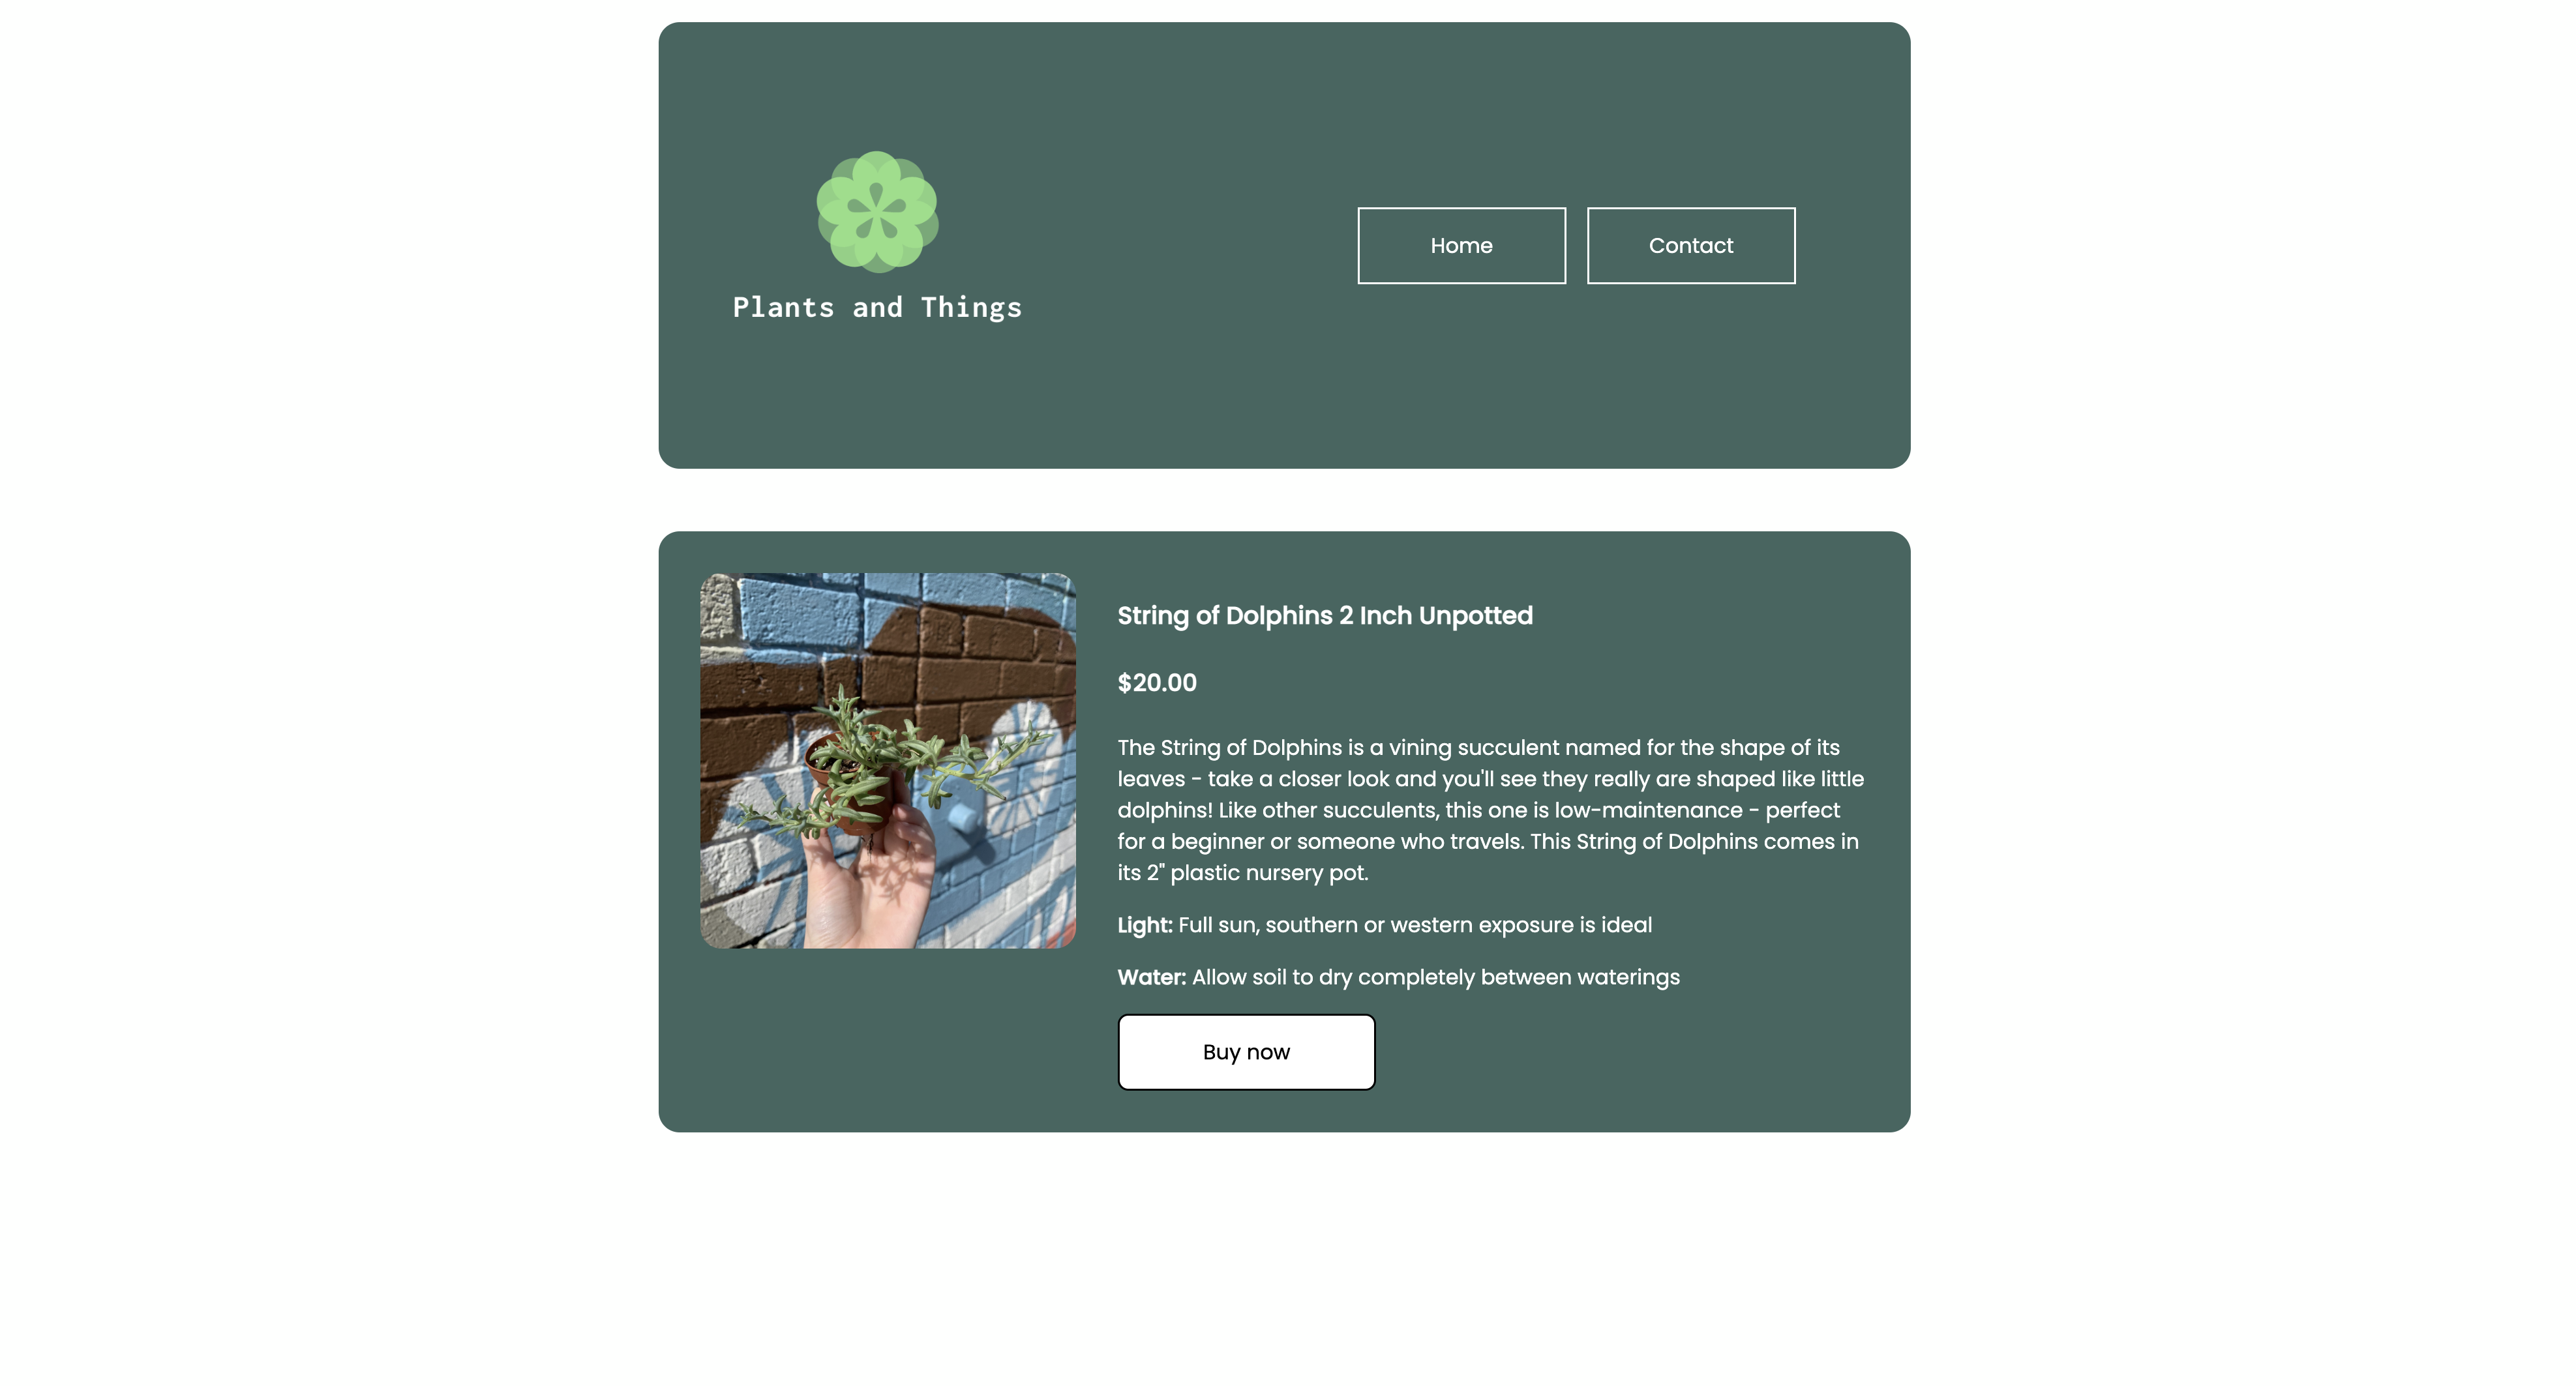 Plants and Things
Home
Contact
String of Dolphins 2 Inch Unpotted
$20.00
The String of Dolphins is a vining succulent named for the shape of its
leaves - take a closer look and you'll see they really are shaped like little
dolphins! Like other succulents, this one is low-maintenance - perfect
for a beginner or someone who travels. This String of Dolphins comes in
its 2" plastic nursery pot.
Light: Full sun, southern or western exposure is ideal
Water: Allow soil to dry completely between waterings
Buy now